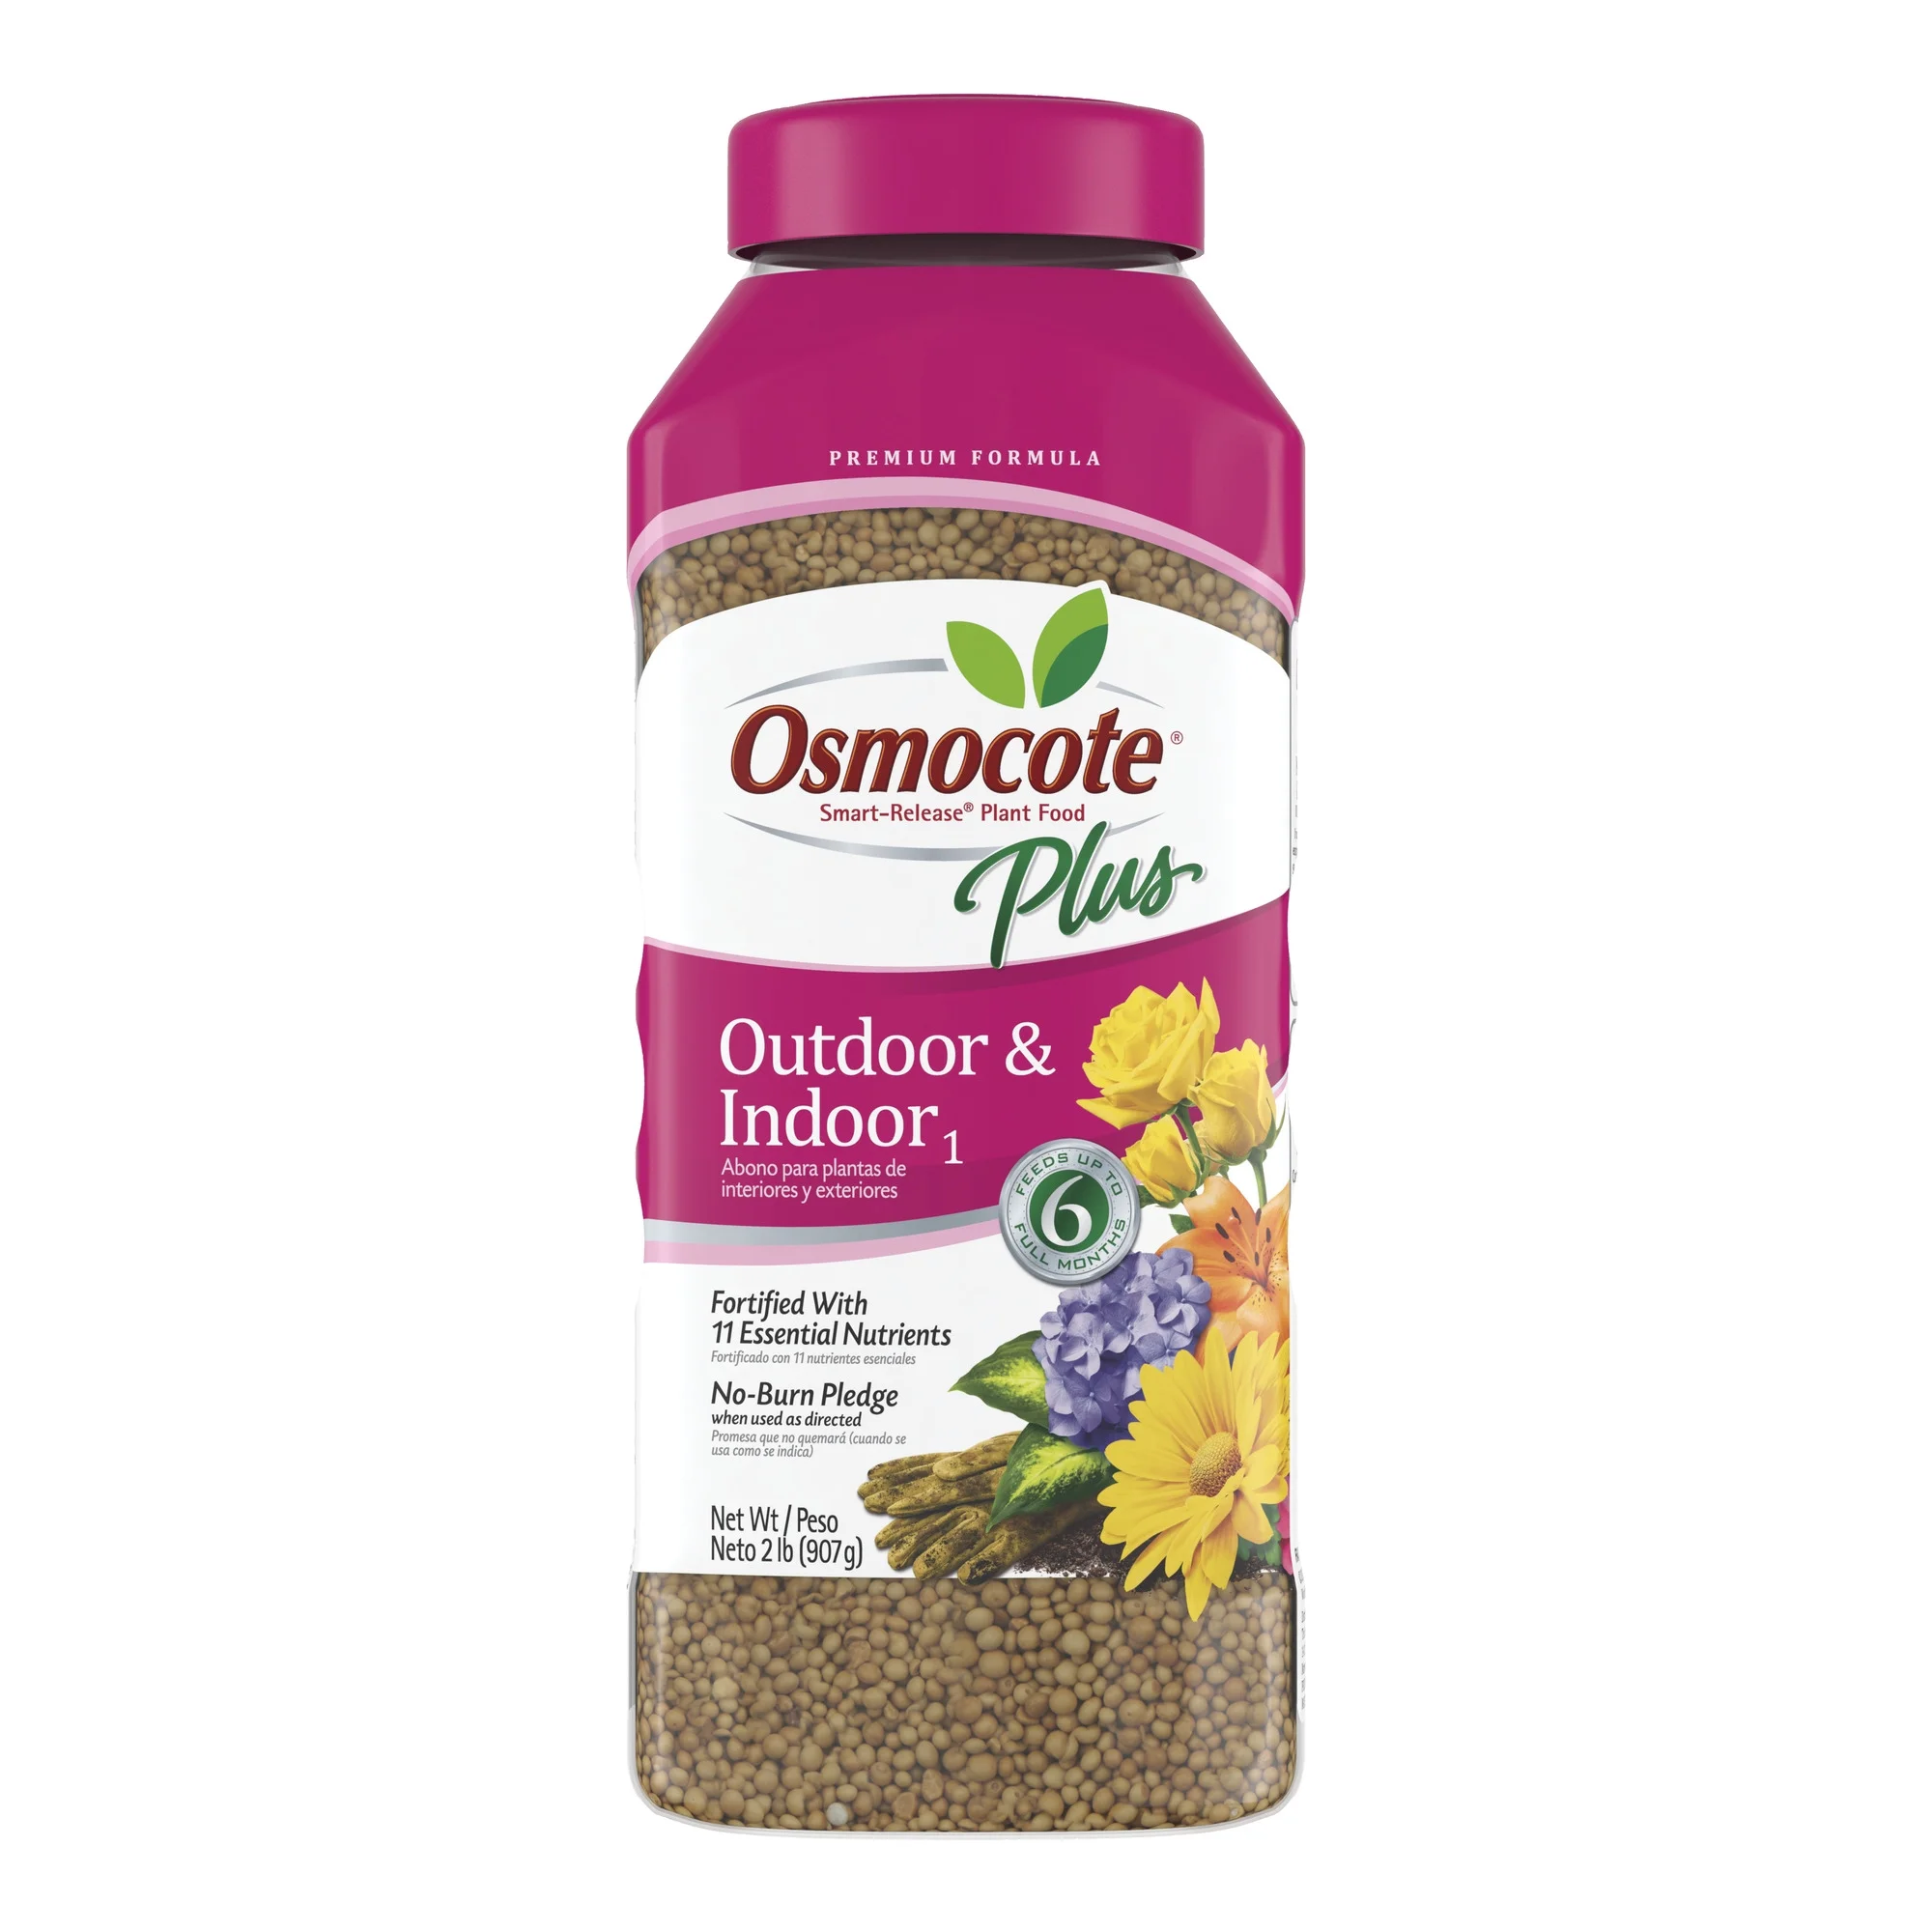 PREMIUM FORMULA
Osmocote®
Smart-Release® Plant Food
Plus
Outdoor &
Indoor 1
Abono para plantas de
interiores y exteriores
FEEDS UP TO
6
FULL MONTHS
Fortified With
11 Essential Nutrients
Fortificado con 11 nutrientes esenciales
No-Burn Pledge
when used as directed
Promesa que no quemará (cuando se
usa como se indica)
Net Wt / Peso
Neto 2 lb (907g)